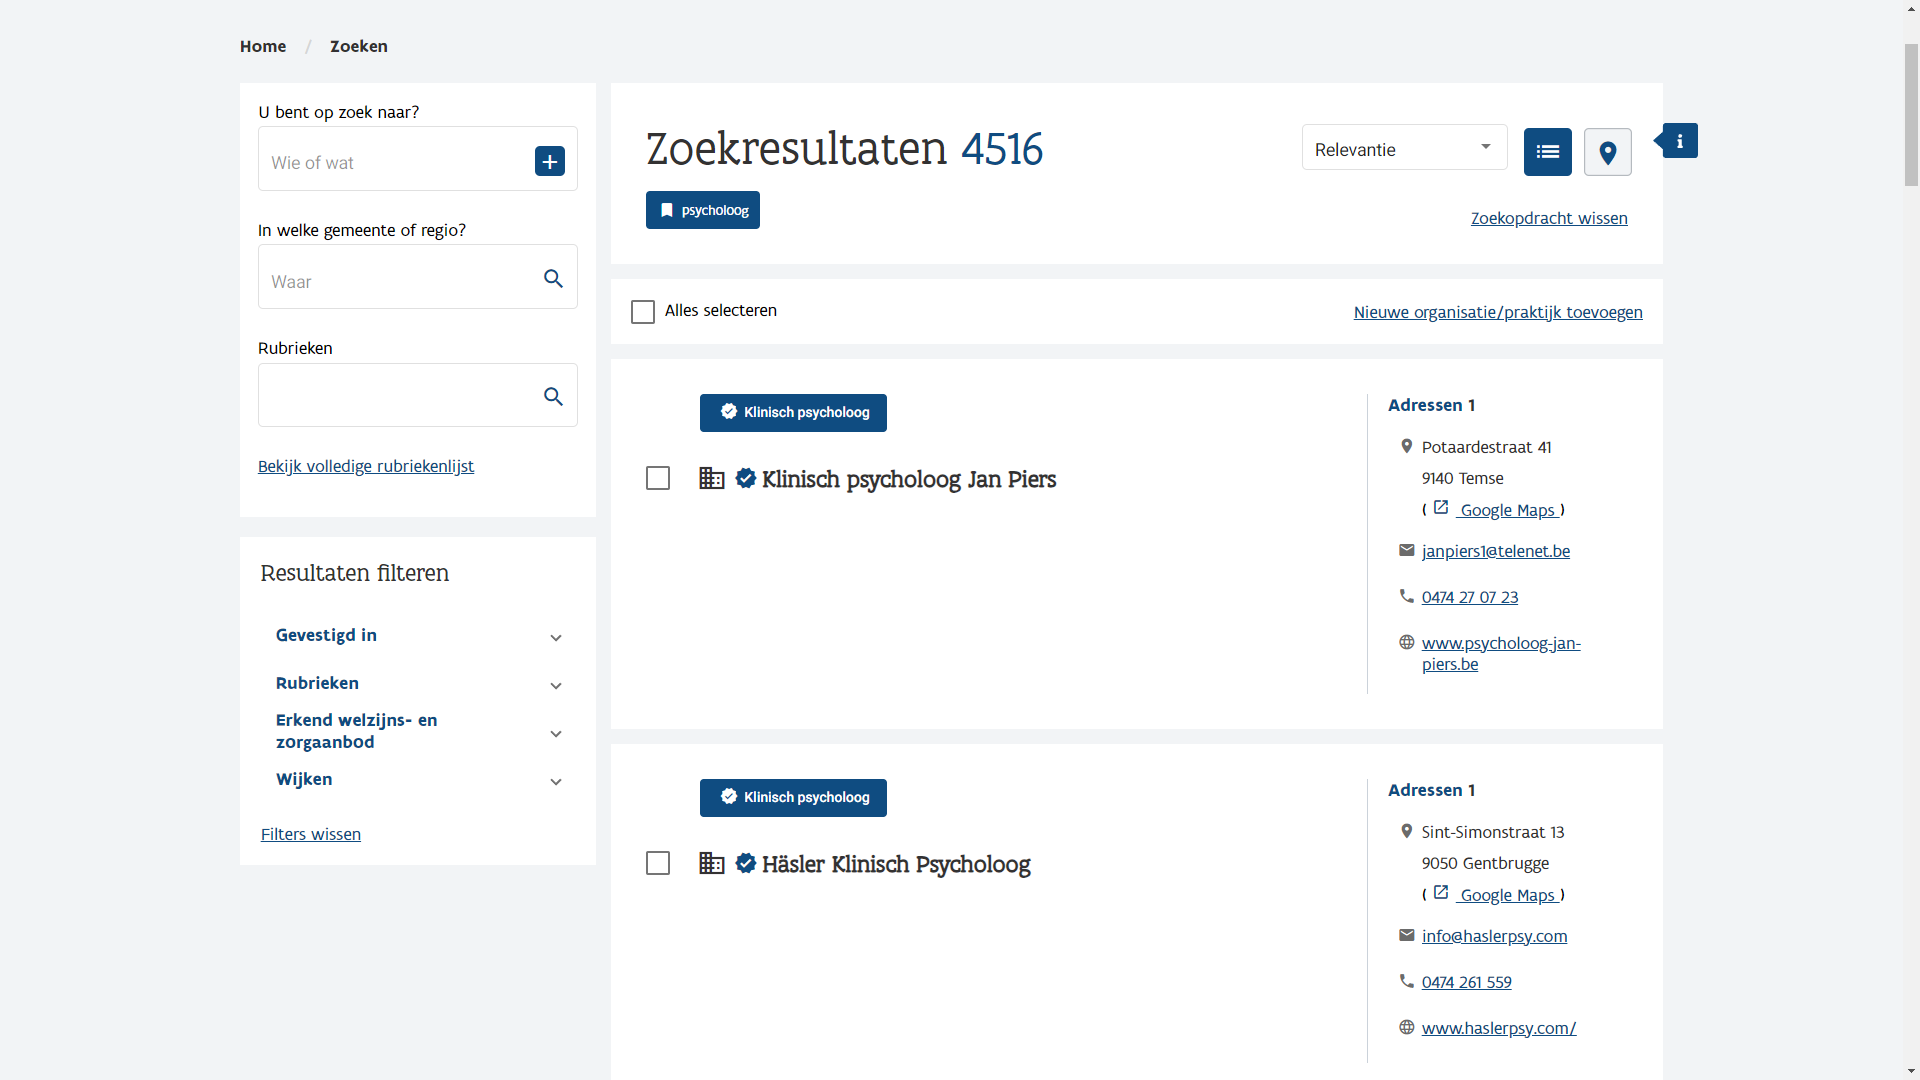 Home / Zoeken
U bent op zoek naar?
Wie of wat
In welke gemeente of regio?
Waar
Rubrieken
Bekijk volledige rubriekenlijst
Resultaten filteren
Gevestigd in
Rubrieken
Erkend welzijns- en
zorgaanbod
Wijken
Filters wissen
Zoekresultaten 4516
Relevantie
i
psycholoog
Zoekopdracht wissen
Alles selecteren
Nieuwe organisatie/praktijk toevoegen
Klinisch psycholoog
Klinisch psycholoog Jan Piers
Adressen 1
Potaardestraat 41
9140 Temse
( Google Maps )
janpiers1@telenet.be
0474 27 07 23
www.psycholoog-jan-
piers.be
Klinisch psycholoog
Häsler Klinisch Psycholoog
Adressen 1
Sint-Simonstraat 13
9050 Gentbrugge
( Google Maps )
info@haslerpsy.com
0474 261 559
www.haslerpsy.com/